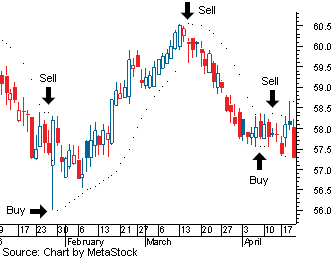 Sell
60.5
60.0
59.5
59.0
Sell
Sell
58.5
58.0
57.5
57.0
Buy
56.5
Buy
56.0
19 23 30 6 13 21 27 6 13 20 27 3 10 17
6 February March April
Source: Chart by MetaStock